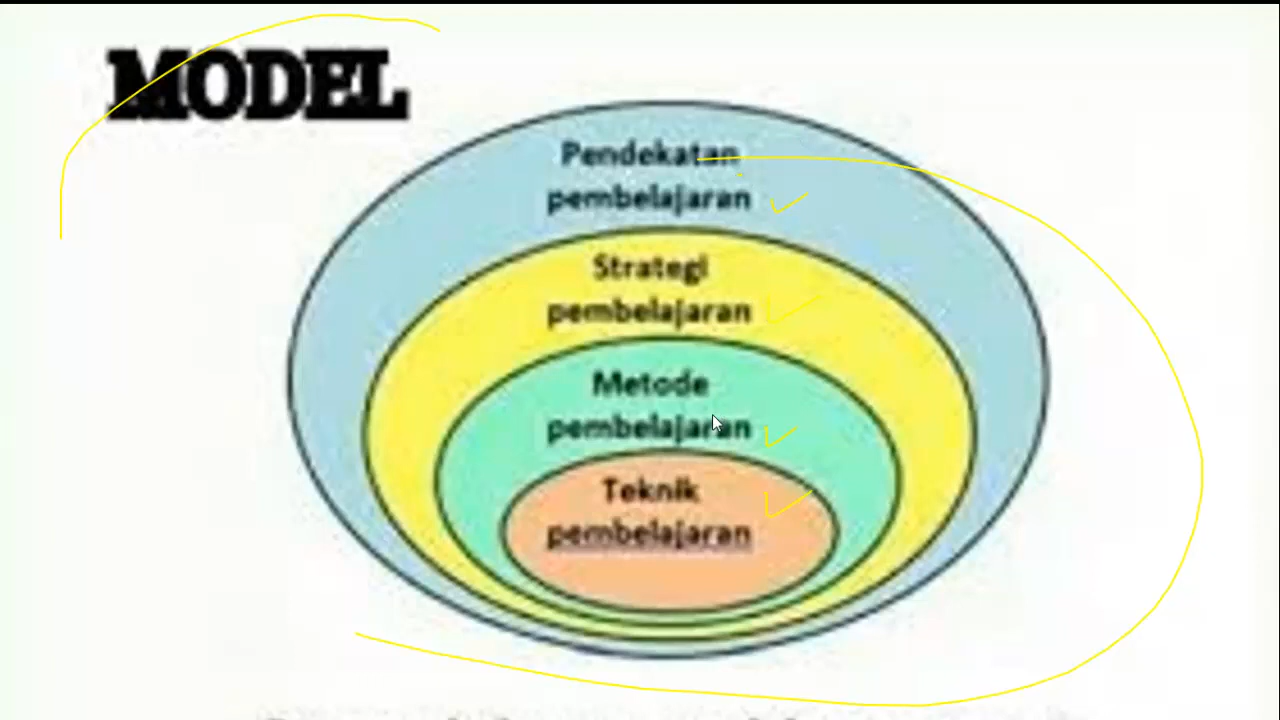 MODEL
Pendekatan
pembelajaran
Strategi
pembelajaran
Metode
pembelajaran
Teknik
pembelajaran